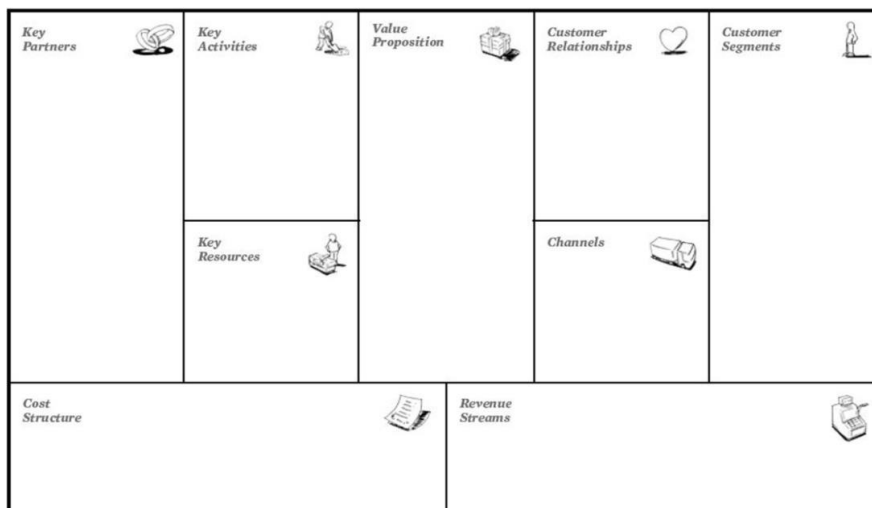 Key
Partners
Key
Activities
Value
Proposition
Customer
Relationships
Customer
Segments
Key
Resources
Channels
Cost
Structure
Revenue
Streams